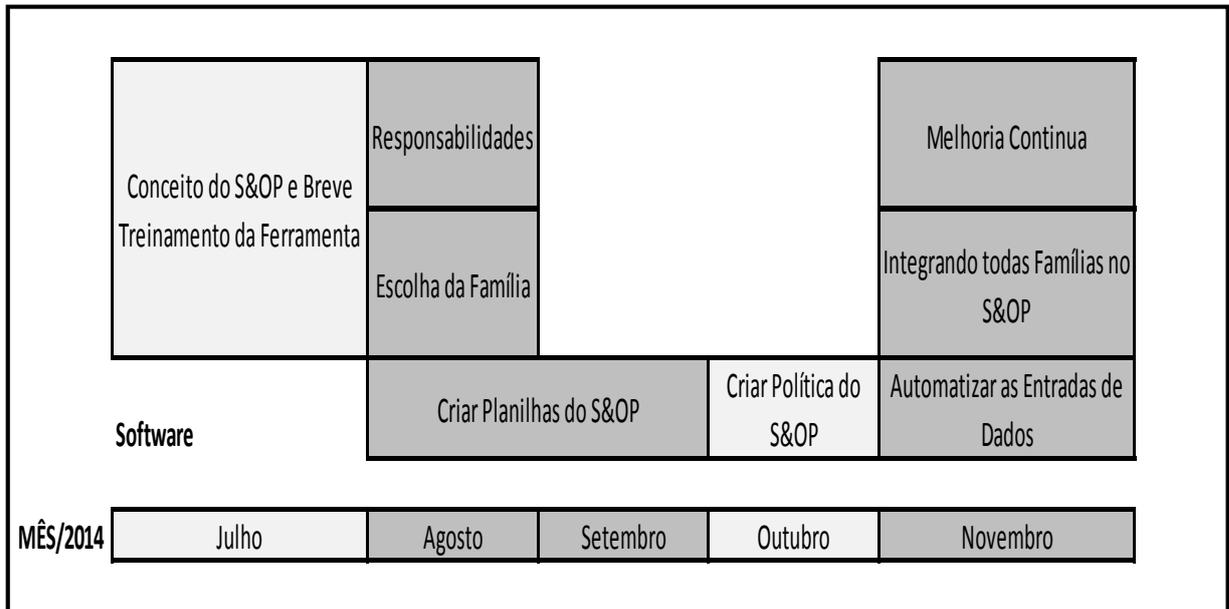 Conceito do S&OP e Breve
Treinamento da Ferramenta
Responsabilidades
Escolha da Família
Melhoria Continua
Integrando todas Famílias no
S&OP
Software
Criar Planilhas do S&OP
Criar Política do
S&OP
Automatizar as Entradas de
Dados
MÊS/2014
Julho
Agosto
Setembro
Outubro
Novembro